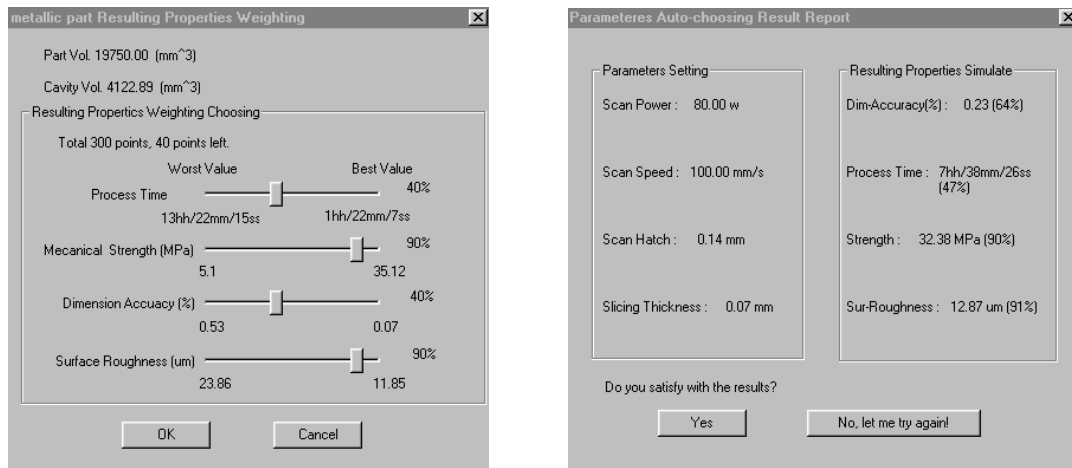 metallic part Resulting Properties Weighting
Part Vol. 19750.00 (mm^3)
Cavity Vol. 4122.89 (mm^3)
Resulting Propertics Weighting Choosing
Total 300 points, 40 points left.
Worst Value Best Value
Process Time 40%
13hh/22mm/15ss 1hh/22mm/7ss
Mecanical Strength (MPa) 90%
5.1 35.12
Dimension Accuacy (%) 40%
0.53 0.07
Surface Roughness (um) 90%
23.86 11.85
OK Cancel
Parameteres Auto-choosing Result Report
Parameters Setting
Scan Power : 80.00 w
Scan Speed : 100.00 mm/s
Scan Hatch : 0.14 mm
Slicing Thickness : 0.07 mm
Resulting Properties Simulate
Dim-Accuracy(%) : 0.23 (64%)
Process Time : 7hh/38mm/26ss
(47%)
Strength : 32.38 MPa (90%)
Sur-Roughness : 12.87 um (91%)
Do you satisfy with the results?
Yes No, let me try again!